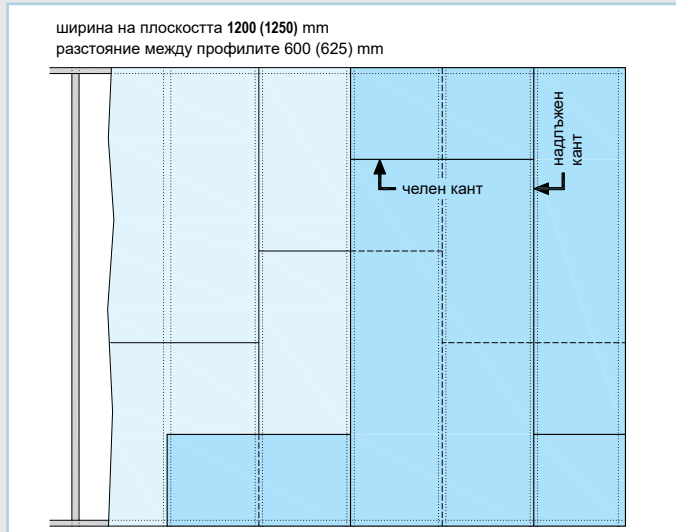 ширина на плоскостта 1200 (1250) mm
разстояние между профилите 600 (625) mm
надлъжен
кант
челен кант